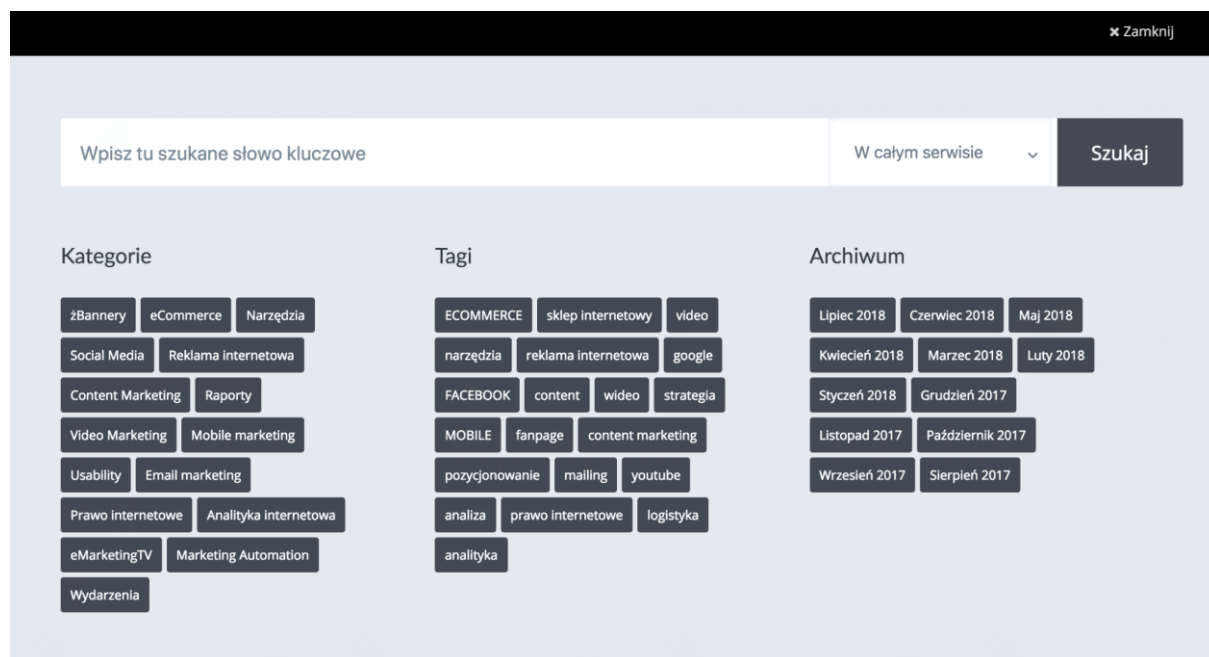 ✖ Zamknij
Wpisz tu szukane słowo kluczowe W całym serwisie Szukaj
Kategorie
żBannery eCommerce Narzędzia
Social Media Reklama internetowa
Content Marketing Raporty
Video Marketing Mobile marketing
Usability Email marketing
Prawo internetowe Analityka internetowa
eMarketingTV Marketing Automation
Wydarzenia
Tagi
ECOMMERCE sklep internetowy video
narzędzia reklama internetowa google
FACEBOOK content wideo strategia
MOBILE fanpage content marketing
pozycjonowanie mailing youtube
analiza prawo internetowe logistyka
analityka
Archiwum
Lipiec 2018 Czerwiec 2018 Maj 2018
Kwiecień 2018 Marzec 2018 Luty 2018
Styczeń 2018 Grudzień 2017
Listopad 2017 Październik 2017
Wrzesień 2017 Sierpień 2017